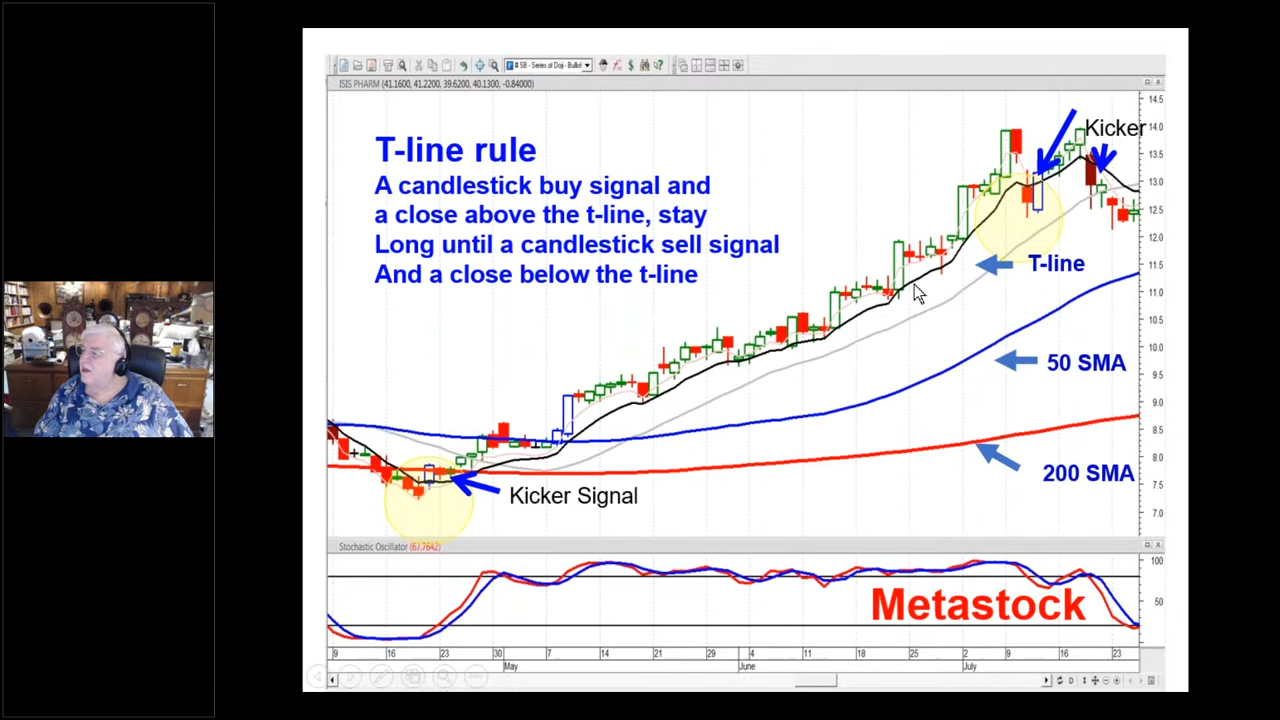 SB - Series of Doji - Bullish
ISIS PHARM (41.1600, 41.2200, 39.6200, 40.1300, -0.84000)
T-line rule
A candlestick buy signal and
a close above the t-line, stay
Long until a candlestick sell signal
And a close below the t-line
Kicker
T-line
50 SMA
200 SMA
Kicker Signal
14.5
14.0
13.5
13.0
12.5
12.0
11.5
11.0
10.5
10.0
9.5
9.0
8.5
8.0
7.5
7.0
Stochastic Oscillator (67.7642)
100
50
Metastock
9 16 23 30 7 14 21 29 4 11 18 25 2 9 16 23
May June July